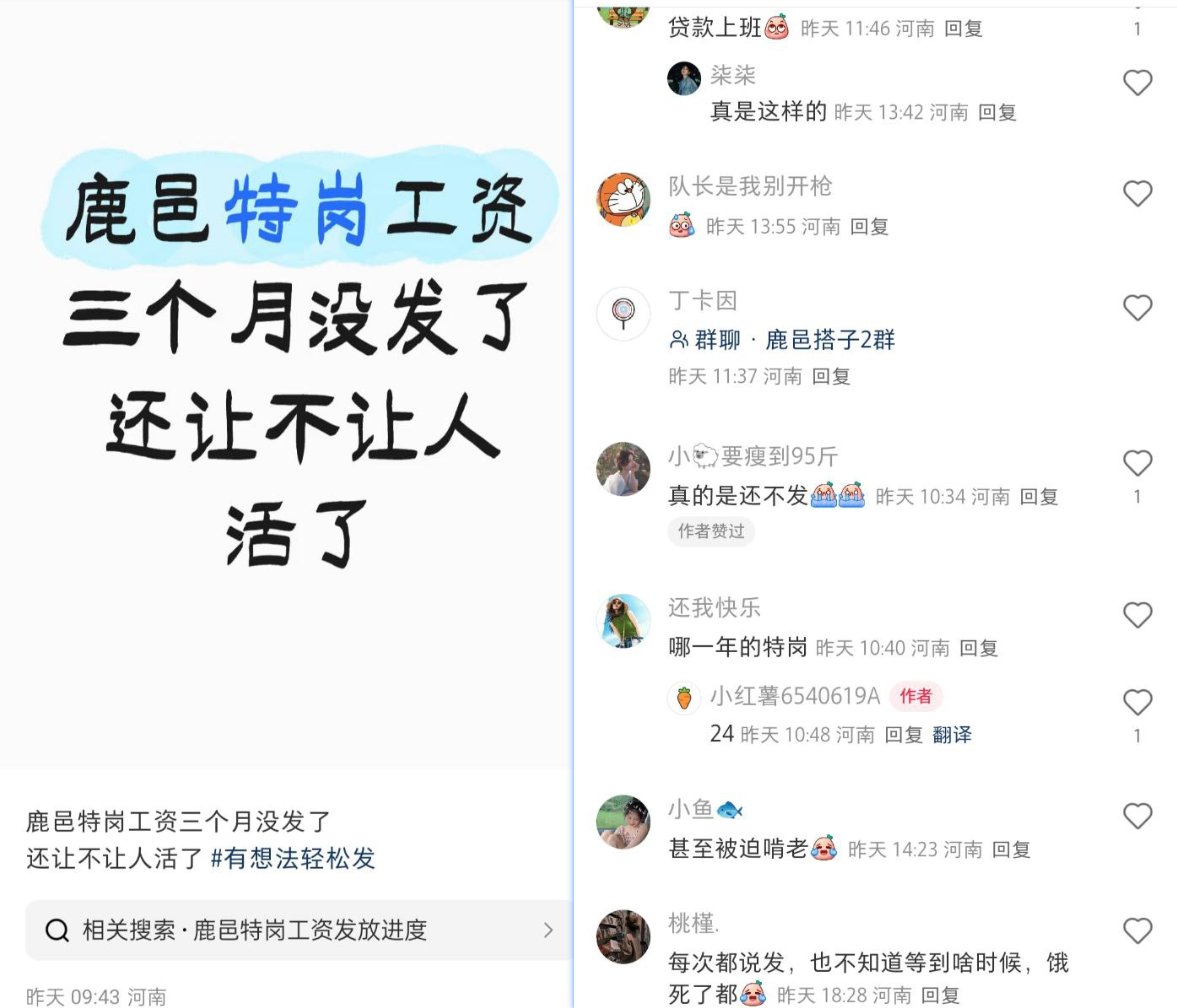 鹿邑特岗工资
三个月没发了
还让不让人
活了
鹿邑特岗工资三个月没发了
还让不让人活了 #有想法轻松发
相关搜索·鹿邑特岗工资发放进度
昨天 09:43 河南
贷款上班 昨天 11:46 河南 回复
1
柒柒
真是这样的 昨天 13:42 河南 回复
队长是我别开枪
昨天 13:55 河南 回复
丁卡因
群聊·鹿邑搭子2群
昨天 11:37 河南 回复
小🐑要瘦到95斤
真的是还不发 昨天 10:34 河南 回复
1
作者赞过
还我快乐
哪一年的特岗 昨天 10:40 河南 回复
小红薯6540619A 作者
24 昨天 10:48 河南 回复 翻译
1
小鱼🐟
甚至被迫啃老 昨天 14:23 河南 回复
桃槿.
每次都说发，也不知道等到啥时候，饿
死了都 昨天 18:28 河南 回复